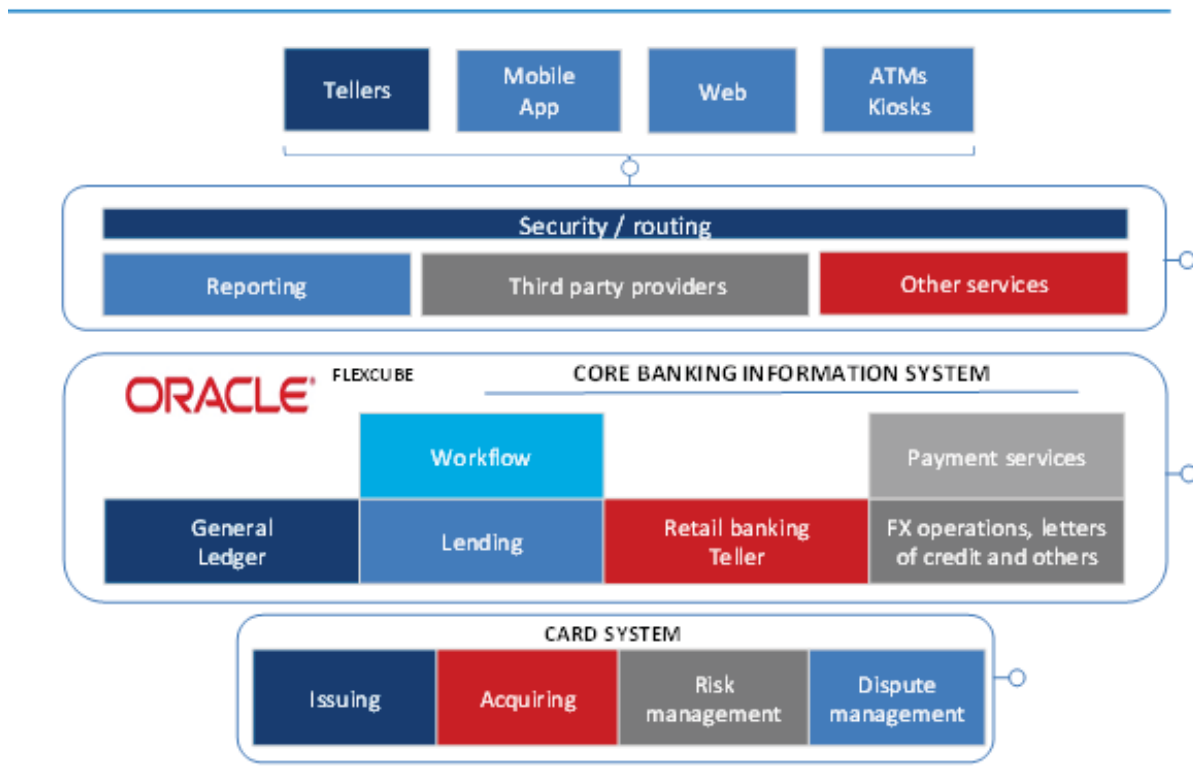 Tellers
Mobile
App
Web
ATMs
Kiosks
Security / routing
Reporting
Third party providers
Other services
ORACLE
FLEXCUBE
CORE BANKING INFORMATION SYSTEM
Workflow
Payment services
General
Ledger
Lending
Retail banking
Teller
FX operations, letters
of credit and others
CARD SYSTEM
Issuing
Acquiring
Risk
management
Dispute
management